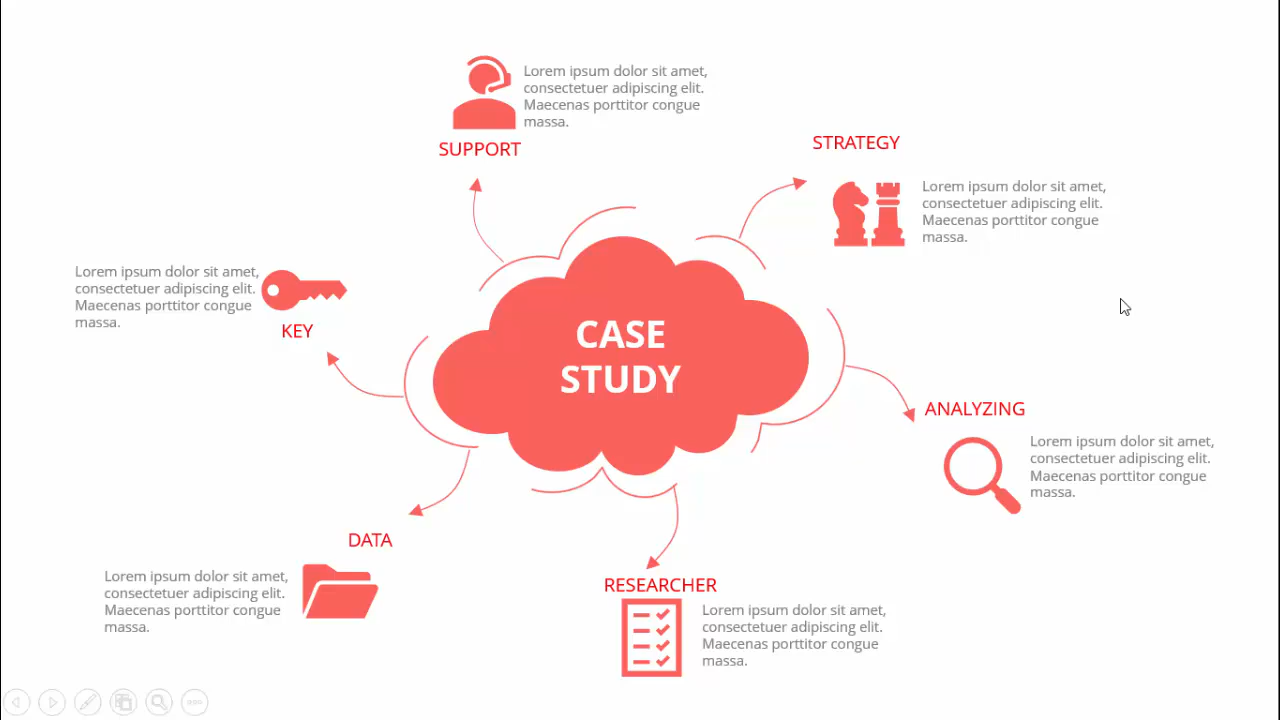 Lorem ipsum dolor sit amet,
consectetuer adipiscing elit.
Maecenas porttitor congue
massa.
SUPPORT
STRATEGY
Lorem ipsum dolor sit amet,
consectetuer adipiscing elit.
Maecenas porttitor congue
massa.
Lorem ipsum dolor sit amet,
consectetuer adipiscing elit.
Maecenas porttitor congue
massa.
KEY
CASE
STUDY
ANALYZING
Lorem ipsum dolor sit amet,
consectetuer adipiscing elit.
Maecenas porttitor congue
massa.
DATA
Lorem ipsum dolor sit amet,
consectetuer adipiscing elit.
Maecenas porttitor congue
massa.
RESEARCHER
Lorem ipsum dolor sit amet,
consectetuer adipiscing elit.
Maecenas porttitor congue
massa.